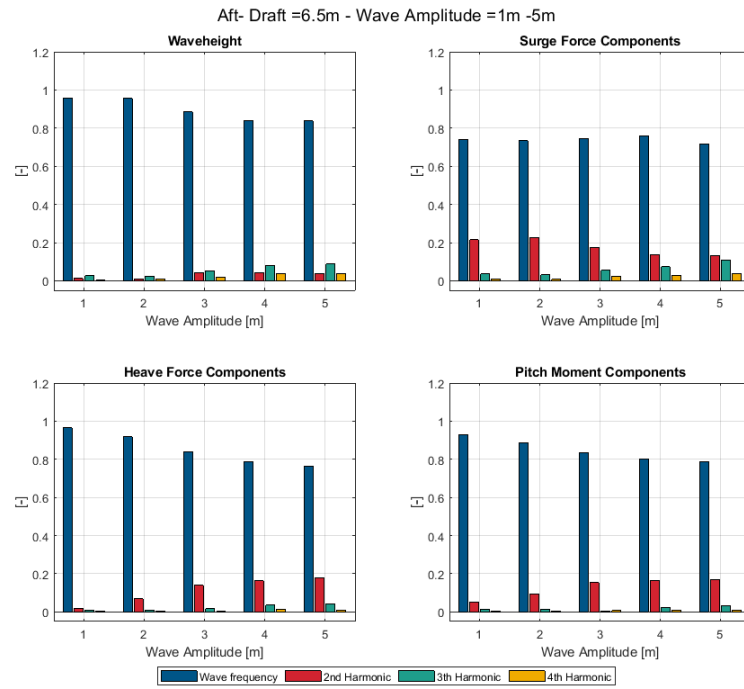 Aft- Draft =6.5m - Wave Amplitude =1m -5m
Waveheight
1.2
1
0.8
0.6
0.4
0.2
0
[-]
1 2 3 4 5
Wave Amplitude [m]
Surge Force Components
1.2
1
0.8
0.6
0.4
0.2
0
[-]
1 2 3 4 5
Wave Amplitude [m]
Heave Force Components
1.2
1
0.8
0.6
0.4
0.2
0
[-]
1 2 3 4 5
Wave Amplitude [m]
Pitch Moment Components
1.2
1
0.8
0.6
0.4
0.2
0
[-]
1 2 3 4 5
Wave Amplitude [m]
Wave frequency 2nd Harmonic 3th Harmonic 4th Harmonic